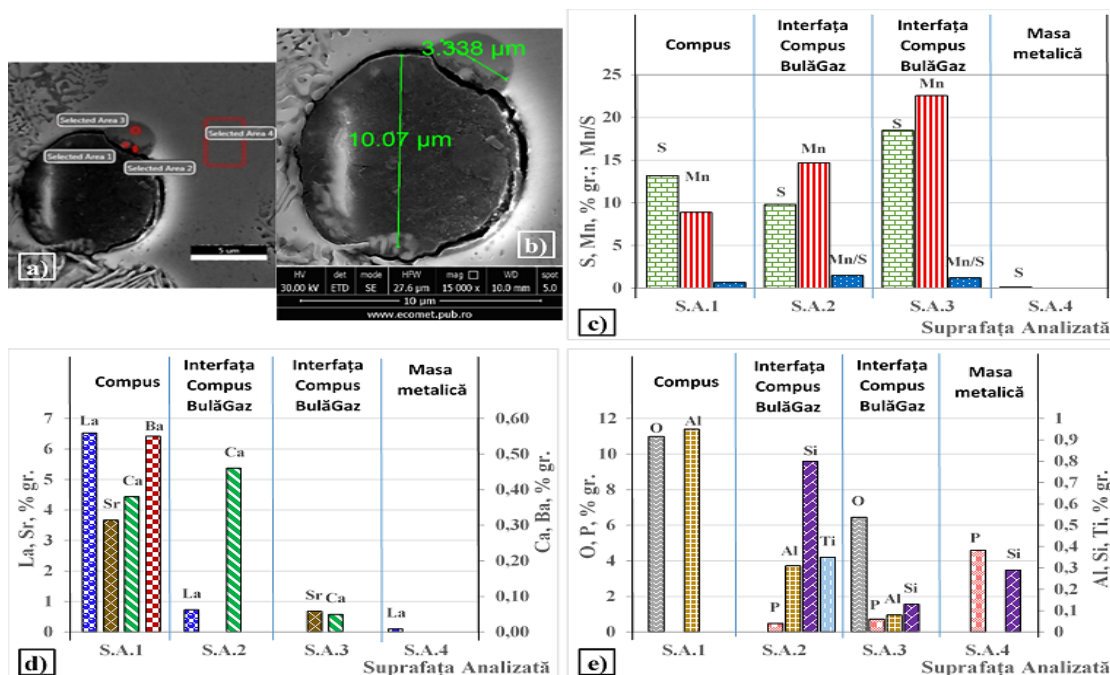 Selected Area 3
Selected Area 4
Selected Area 1
Selected Area 2
5 um
a)
3.338 µm
10.07 µm
b)
HV det mode HFW mag WD spot
30.00 kV ETD SE 27.6 µm 15 000 x 10.0 mm 5.0
10 µm
www.ecomet.pub.ro
Compus
Interfața
Compus
BulăGaz
Interfața
Compus
BulăGaz
Masa
metalică
S, Mn, % gr.; Mn/S
25
20
15
10
5
0
S
Mn
S
Mn
Mn/S
S
Mn
Mn/S
S
S.A.1 S.A.2 S.A.3 S.A.4
c)
Suprafața Analizată
Compus
Interfața
Compus
BulăGaz
Interfața
Compus
BulăGaz
Masa
metalică
La, Sr, % gr.
7
6
5
4
3
2
1
0
La
Sr
Ca
Ba
La
Ca
Sr
Ca
La
0,60
0,50
0,40
0,30
0,20
0,10
0,00
Ca, Ba, % gr.
S.A.1 S.A.2 S.A.3 S.A.4
d)
Suprafața Analizată
Compus
Interfața
Compus
BulăGaz
Interfața
Compus
BulăGaz
Masa
metalică
O, P, % gr.
12
10
8
6
4
2
0
O
Al
P
Al
Si
Ti
O
P
Al
Si
P
Si
1
0,9
0,8
0,7
0,6
0,5
0,4
0,3
0,2
0,1
0
Al, Si, Ti, % gr.
S.A.1 S.A.2 S.A.3 S.A.4
e)
Suprafața Analizată